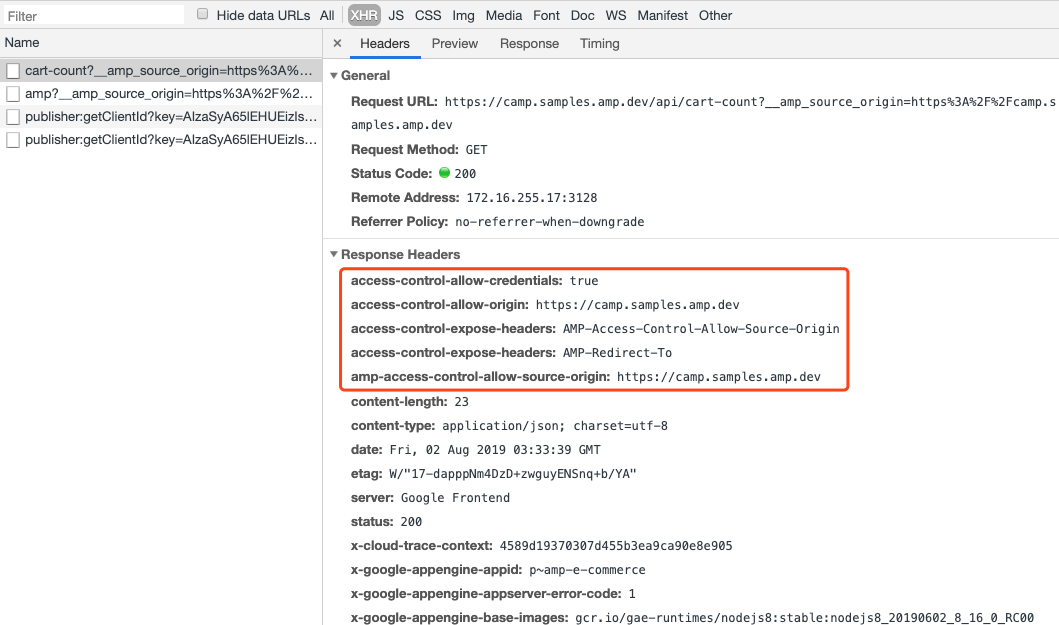 Filter Hide data URLs All XHR JS CSS Img Media Font Doc WS Manifest Other
Name
cart-count?__amp_source_origin=https%3A%…
amp?__amp_source_origin=https%3A%2F%2…
publisher:getClientId?key=AIzaSyA65lEHUEizIs…
publisher:getClientId?key=AIzaSyA65lEHUEizIs…
× Headers Preview Response Timing
General
Request URL: https://camp.samples.amp.dev/api/cart-count?__amp_source_origin=https%3A%2F%2Fcamp.s
amples.amp.dev
Request Method: GET
Status Code: 200
Remote Address: 172.16.255.17:3128
Referrer Policy: no-referrer-when-downgrade
Response Headers
access-control-allow-credentials: true
access-control-allow-origin: https://camp.samples.amp.dev
access-control-expose-headers: AMP-Access-Control-Allow-Source-Origin
access-control-expose-headers: AMP-Redirect-To
amp-access-control-allow-source-origin: https://camp.samples.amp.dev
content-length: 23
content-type: application/json; charset=utf-8
date: Fri, 02 Aug 2019 03:33:39 GMT
etag: W/"17-dapppNm4DzD+zwguyENSnq+b/YA"
server: Google Frontend
status: 200
x-cloud-trace-context: 4589d19370307d455b3ea9ca90e8e905
x-google-appengine-appid: p~amp-e-commerce
x-google-appengine-appserver-error-code: 1
x-google-appengine-base-images: gcr.io/gae-runtimes/nodejs8:stable:nodejs8_20190602_8_16_0_RC00